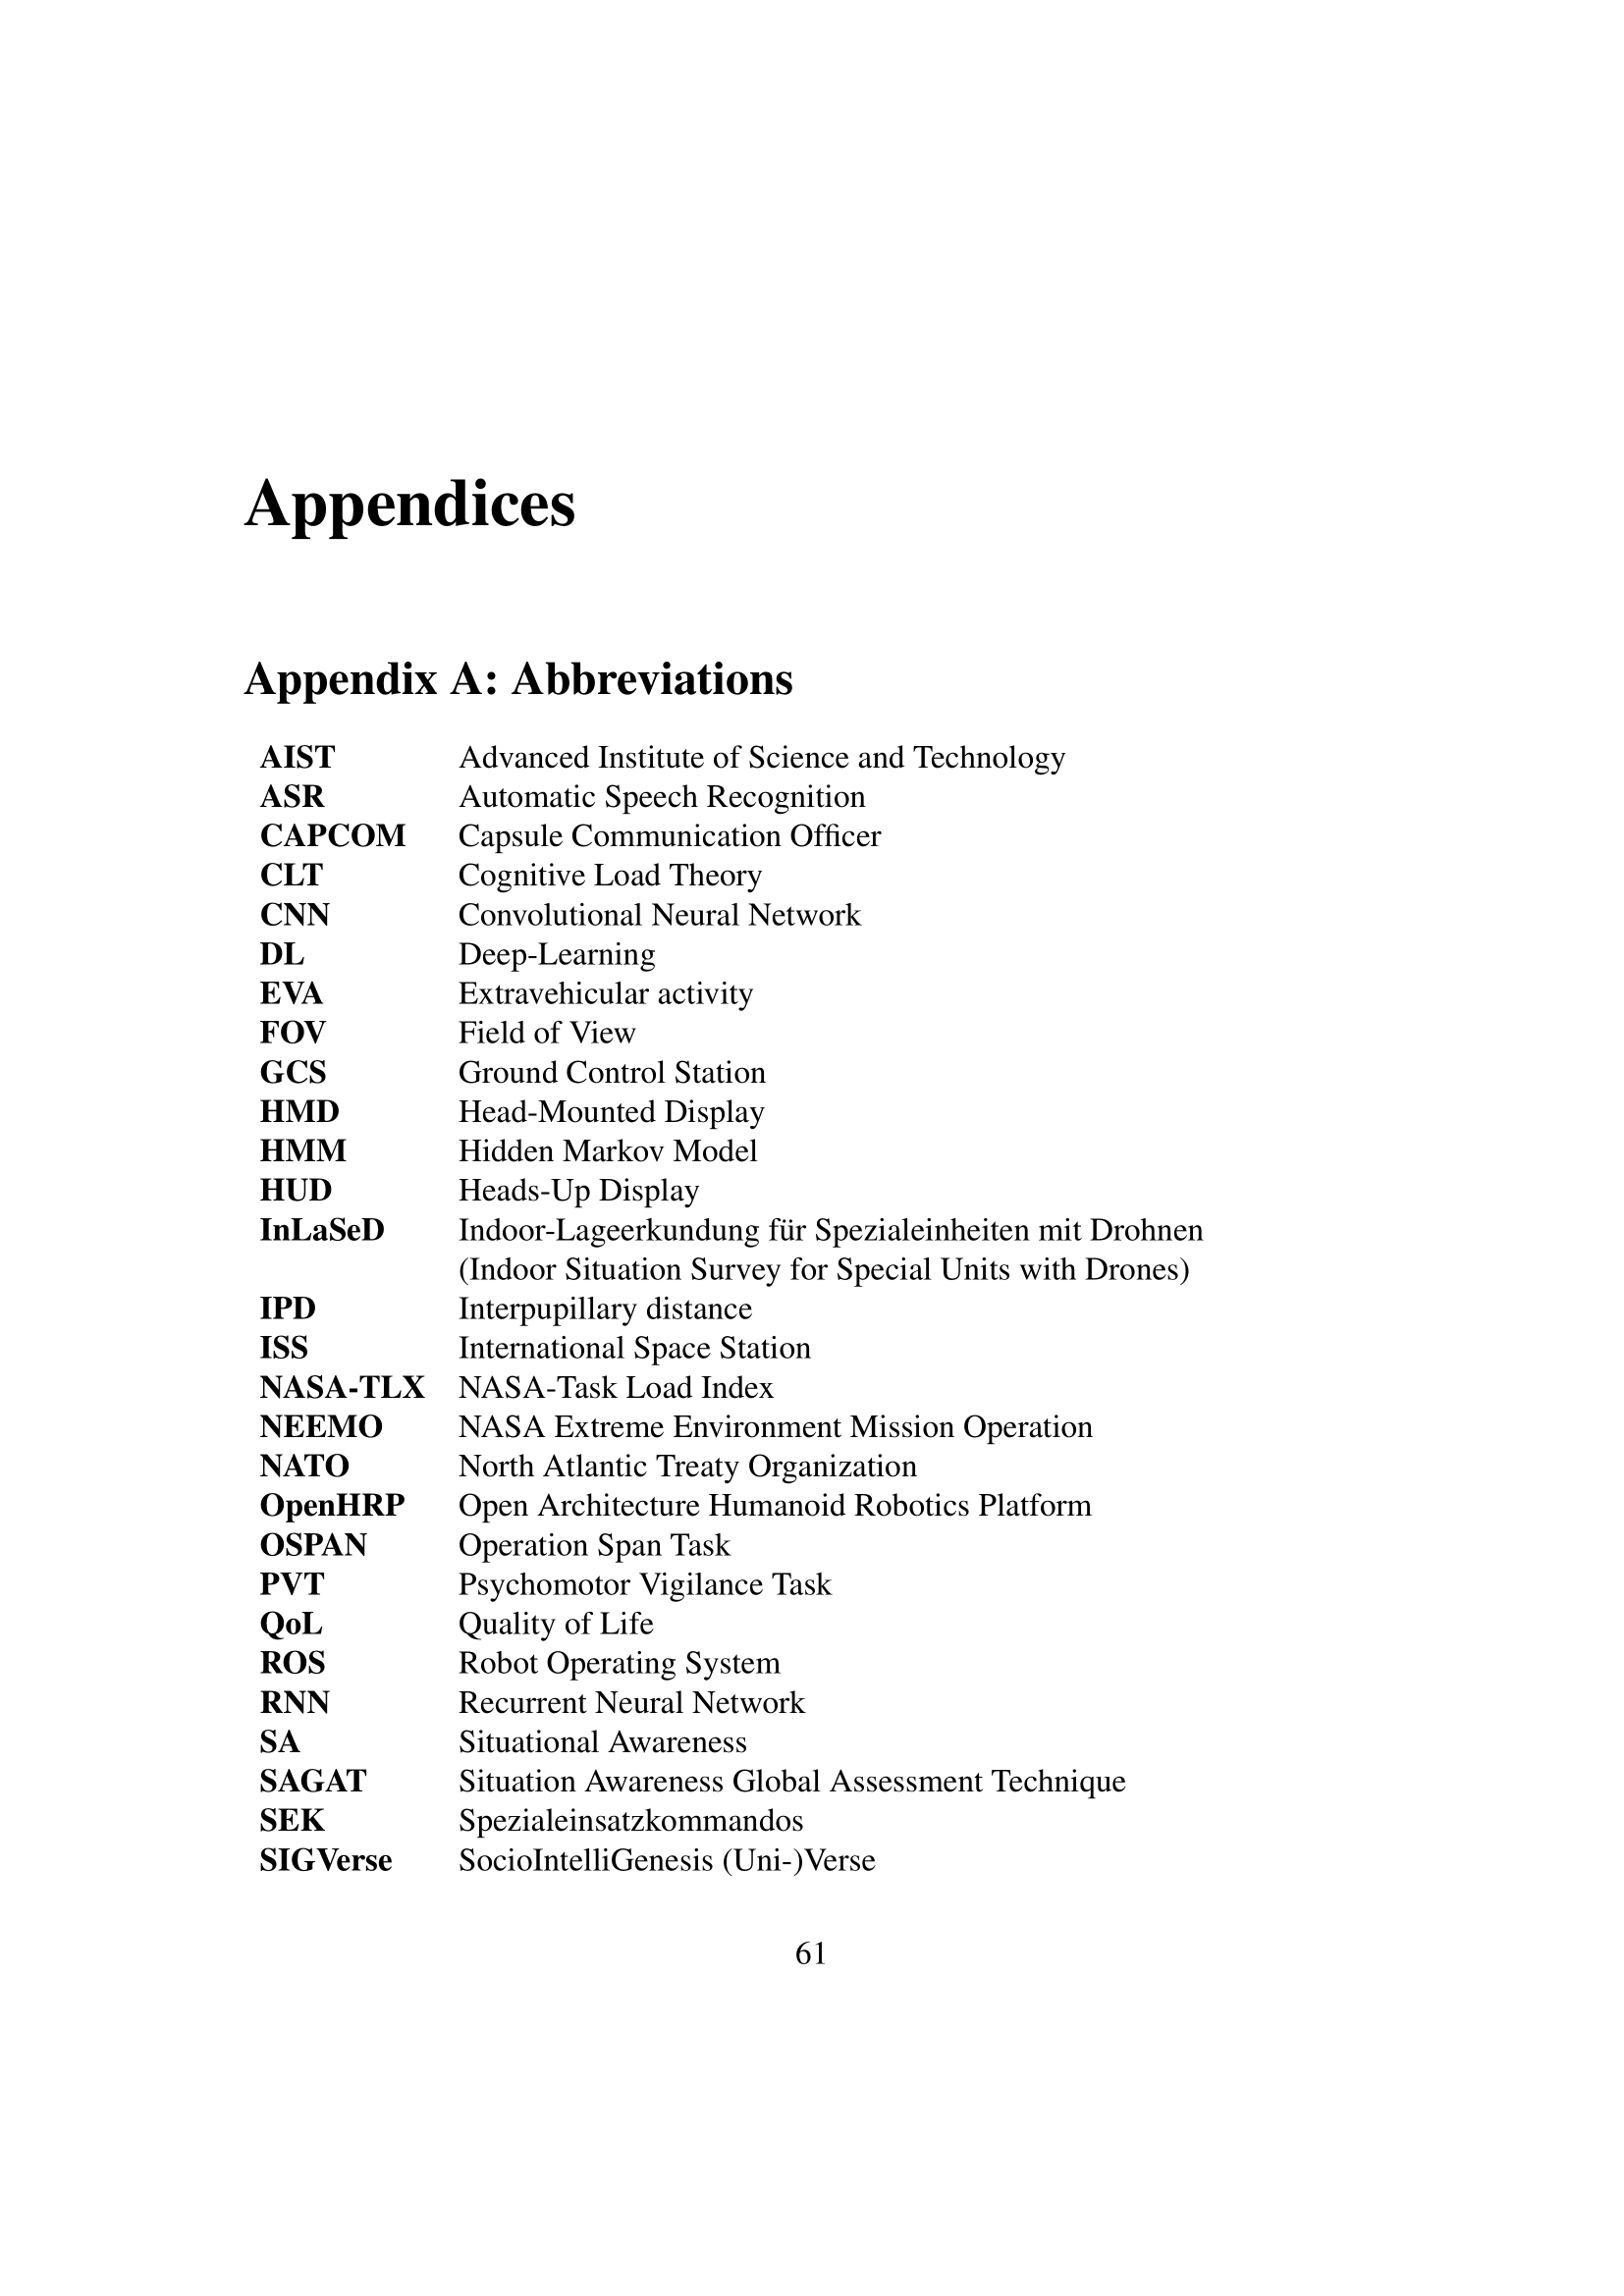 Appendices
Appendix A: Abbreviations
AIST Advanced Institute of Science and Technology
ASR Automatic Speech Recognition
CAPCOM Capsule Communication Officer
CLT Cognitive Load Theory
CNN Convolutional Neural Network
DL Deep-Learning
EVA Extravehicular activity
FOV Field of View
GCS Ground Control Station
HMD Head-Mounted Display
HMM Hidden Markov Model
HUD Heads-Up Display
InLaSeD Indoor-Lageerkundung für Spezialeinheiten mit Drohnen
(Indoor Situation Survey for Special Units with Drones)
IPD Interpupillary distance
ISS International Space Station
NASA-TLX NASA-Task Load Index
NEEMO NASA Extreme Environment Mission Operation
NATO North Atlantic Treaty Organization
OpenHRP Open Architecture Humanoid Robotics Platform
OSPAN Operation Span Task
PVT Psychomotor Vigilance Task
QoL Quality of Life
ROS Robot Operating System
RNN Recurrent Neural Network
SA Situational Awareness
SAGAT Situation Awareness Global Assessment Technique
SEK Spezialeinsatzkommandos
SIGVerse SocioIntelliGenesis (Uni-)Verse
61